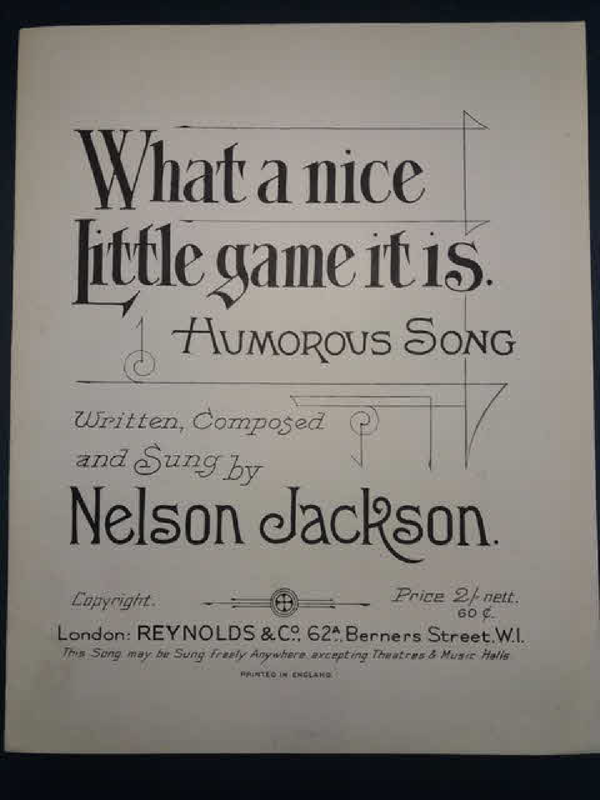 What a nice
Little game it is.
Humorous Song
Written, Composed
and Sung by
Nelson Jackson.
Copyright.
Price 2/- nett.
60 ¢.
London: REYNOLDS & Co., 62A, Berners Street, W.1.
This Song may be Sung freely Anywhere excepting Theatres & Music Halls
PRINTED IN ENGLAND.